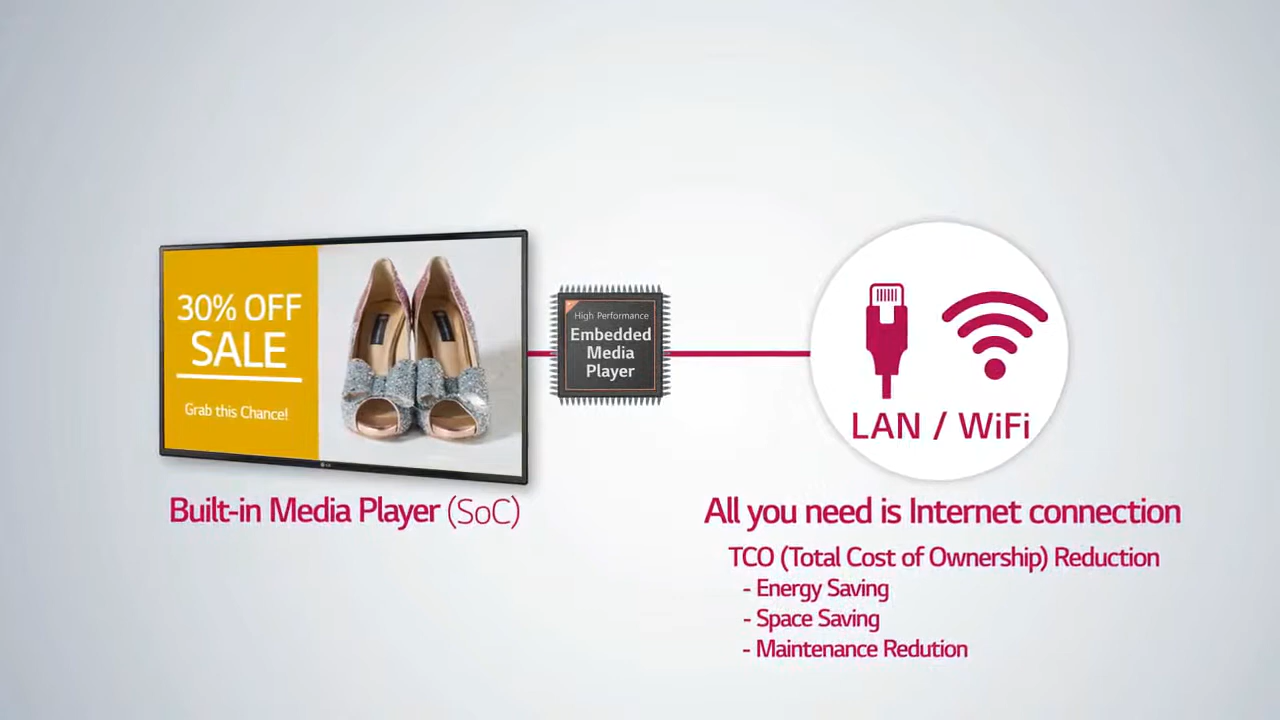 30% OFF
SALE
Grab this Chance!
High Performance
Embedded
Media
Player
LAN / WiFi
LG
Built-in Media Player (SoC)
All you need is Internet connection
TCO (Total Cost of Ownership) Reduction
- Energy Saving
- Space Saving
- Maintenance Redution